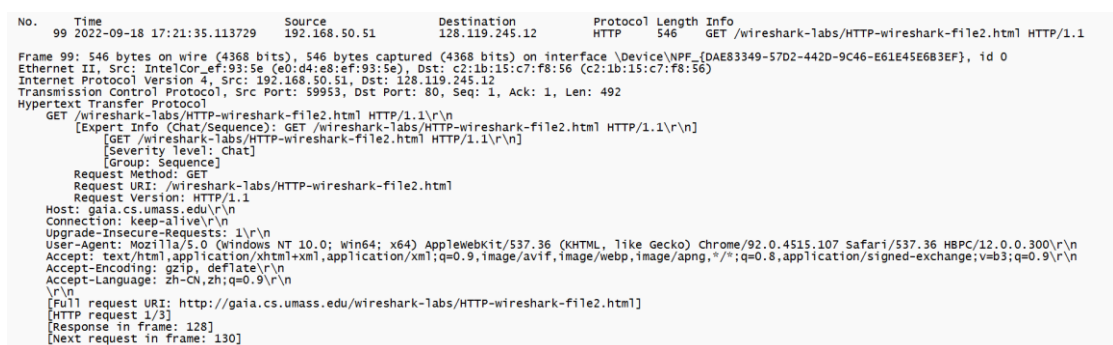 No. Time Source Destination Protocol Length Info
99 2022-09-18 17:21:35.113729 192.168.50.51 128.119.245.12 HTTP 546 GET /wireshark-labs/HTTP-wireshark-file2.html HTTP/1.1
Frame 99: 546 bytes on wire (4368 bits), 546 bytes captured (4368 bits) on interface \Device\NPF_{DAE83349-57D2-442D-9C46-E61E45E6B3EF}, id 0
Ethernet II, Src: IntelCor_ef:93:5e (e0:d4:e8:ef:93:5e), Dst: c2:1b:15:c7:f8:56 (c2:1b:15:c7:f8:56)
Internet Protocol Version 4, Src: 192.168.50.51, Dst: 128.119.245.12
Transmission Control Protocol, Src Port: 59953, Dst Port: 80, Seq: 1, Ack: 1, Len: 492
Hypertext Transfer Protocol
GET /wireshark-labs/HTTP-wireshark-file2.html HTTP/1.1\r\n
[Expert Info (Chat/Sequence): GET /wireshark-labs/HTTP-wireshark-file2.html HTTP/1.1\r\n]
[GET /wireshark-labs/HTTP-wireshark-file2.html HTTP/1.1\r\n]
[Severity level: Chat]
[Group: Sequence]
Request Method: GET
Request URI: /wireshark-labs/HTTP-wireshark-file2.html
Request Version: HTTP/1.1
Host: gaia.cs.umass.edu\r\n
Connection: keep-alive\r\n
Upgrade-Insecure-Requests: 1\r\n
User-Agent: Mozilla/5.0 (Windows NT 10.0; Win64; x64) AppleWebKit/537.36 (KHTML, like Gecko) Chrome/92.0.4515.107 Safari/537.36 HBPC/12.0.0.300\r\n
Accept: text/html,application/xhtml+xml,application/xml;q=0.9,image/avif,image/webp,image/apng,*/*;q=0.8,application/signed-exchange;v=b3;q=0.9\r\n
Accept-Encoding: gzip, deflate\r\n
Accept-Language: zh-CN,zh;q=0.9\r\n
\r\n
[Full request URI: http://gaia.cs.umass.edu/wireshark-labs/HTTP-wireshark-file2.html]
[HTTP request 1/3]
[Response in frame: 128]
[Next request in frame: 130]